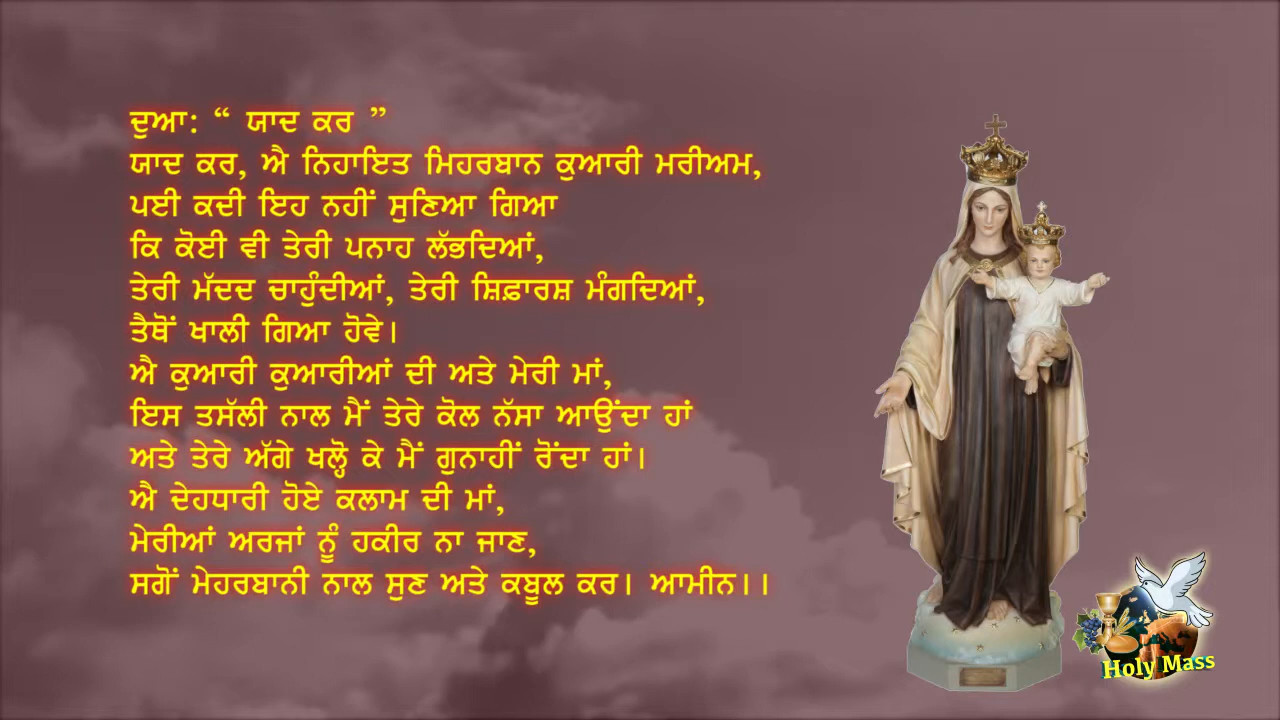 ਦੁਆ: “ ਯਾਦ ਕਰ ”
ਯਾਦ ਕਰ, ਐ ਨਿਹਾਇਤ ਮਿਹਰਬਾਨ ਕੁਆਰੀ ਮਰੀਅਮ,
ਪਈ ਕਦੀ ਇਹ ਨਹੀਂ ਸੁਣਿਆ ਗਿਆ
ਕਿ ਕੋਈ ਵੀ ਤੇਰੀ ਪਨਾਹ ਲੱਭਦਿਆਂ,
ਤੇਰੀ ਮੱਦਦ ਚਾਹੁੰਦੀਆਂ, ਤੇਰੀ ਸ਼ਿਫ਼ਾਰਸ਼ ਮੰਗਦਿਆਂ,
ਤੈਥੋਂ ਖਾਲੀ ਗਿਆ ਹੋਵੇ।
ਐ ਕੁਆਰੀ ਕੁਆਰੀਆਂ ਦੀ ਅਤੇ ਮੇਰੀ ਮਾਂ,
ਇਸ ਤਸੱਲੀ ਨਾਲ ਮੈਂ ਤੇਰੇ ਕੋਲ ਨੱਸਾ ਆਉਂਦਾ ਹਾਂ
ਅਤੇ ਤੇਰੇ ਅੱਗੇ ਖਲ੍ਹੋ ਕੇ ਮੈਂ ਗੁਨਾਹੀਂ ਰੋਂਦਾ ਹਾਂ।
ਐ ਦੇਹਧਾਰੀ ਹੋਏ ਕਲਾਮ ਦੀ ਮਾਂ,
ਮੇਰੀਆਂ ਅਰਜਾਂ ਨੂੰ ਹਕੀਰ ਨਾ ਜਾਣ,
ਸਗੋਂ ਮੇਹਰਬਾਨੀ ਨਾਲ ਸੁਣ ਅਤੇ ਕਬੂਲ ਕਰ। ਆਮੀਨ।।
Holy Mass